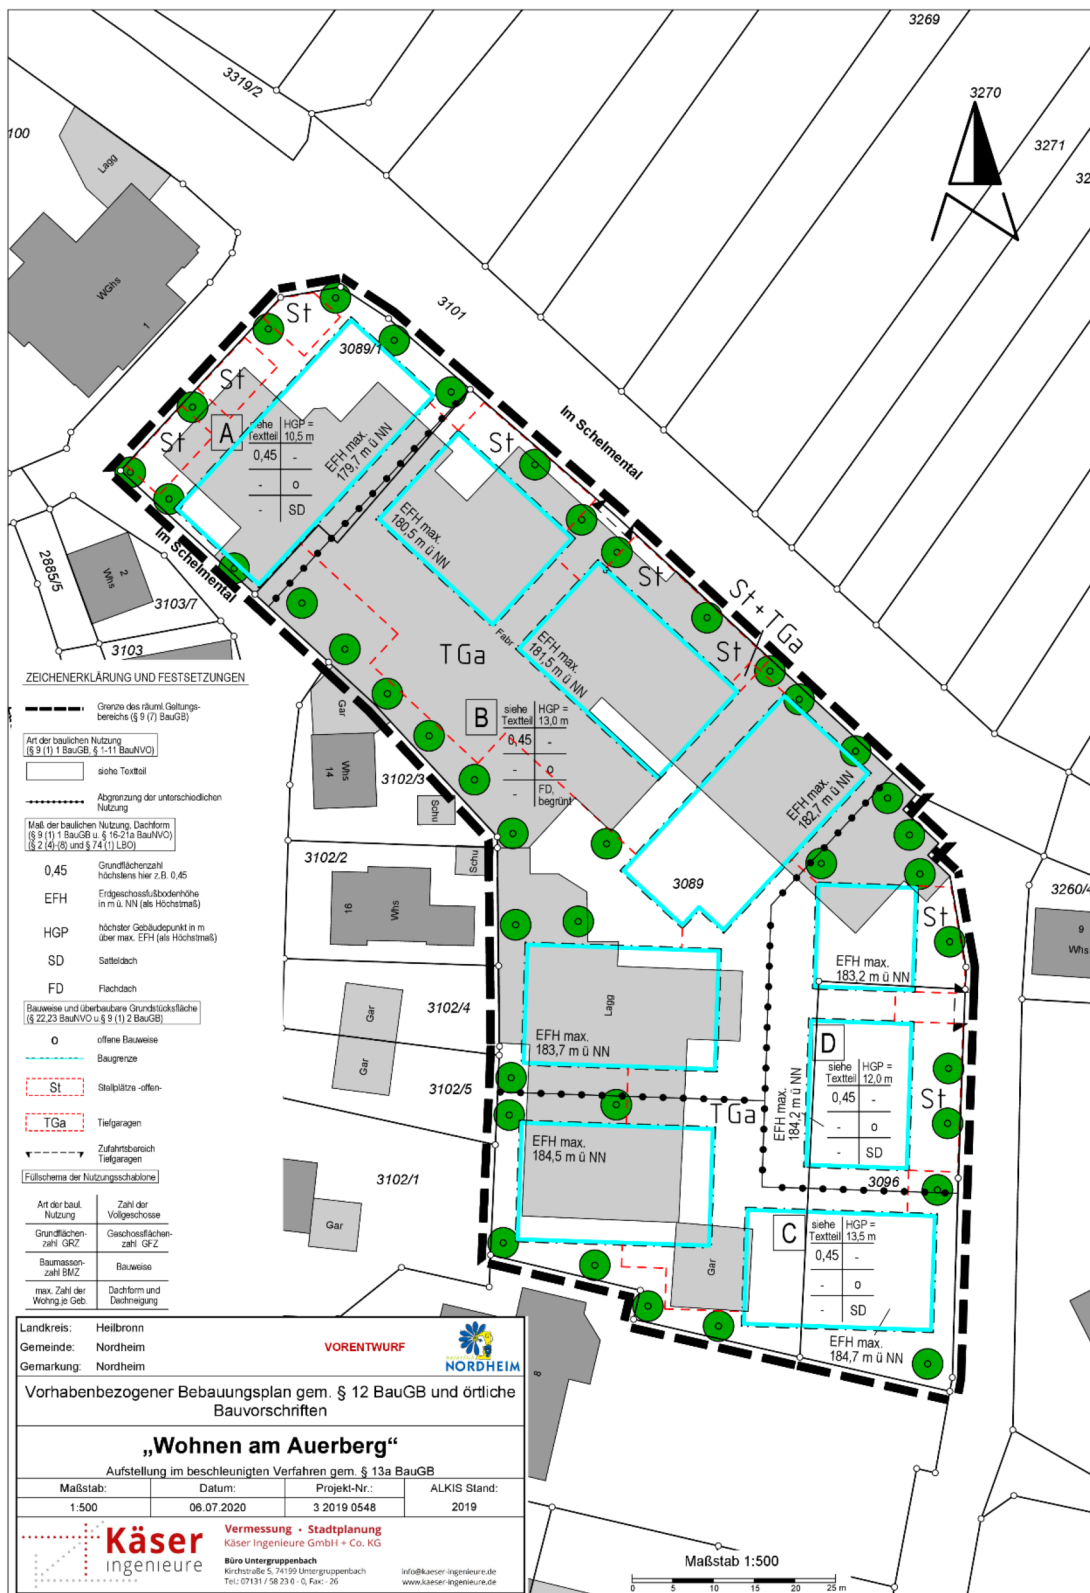 3269
3270
3271
3319/2
100
Lagg
WGhs
1
3101
St
3089/1
St
St
A
siehe Textteil
HGP = 10,5 m
0,45
-
-
o
-
SD
EFH max.
179,7 m ü NN
Im Schelmental
St
EFH max.
180,5 m ü NN
Im Schelmental
2885/5
2
Whs
3103/7
3103
St
St + TGa
St
Fabr
3
EFH max.
181,5 m ü NN
TGa
B
siehe Textteil
HGP = 13,0 m
0,45
-
-
o
-
FD, begrünt
EFH max.
182,7 m ü NN
Gar
Whs
14
3102/3
Schu
3102/2
Schu
16
Whs
3089
3260/4
9
Whs
St
EFH max.
183,2 m ü NN
Gar
Gar
3102/4
Lagg
EFH max.
183,7 m ü NN
D
siehe Textteil
HGP = 12,0 m
0,45
-
-
o
-
SD
EFH max.
184,2 m ü NN
St
3102/5
TGa
EFH max.
184,5 m ü NN
3102/1
Gar
3096
C
siehe Textteil
HGP = 13,5 m
0,45
-
-
o
-
SD
Gar
EFH max.
184,7 m ü NN
8
ZEICHENERKLÄRUNG UND FESTSETZUNGEN
Grenze des räuml.Geltungs-
bereichs (§ 9 (7) BauGB)
Art der baulichen Nutzung
(§ 9 (1) 1 BauGB, § 1-11 BauNVO)
siehe Textteil
Abgrenzung der unterschiedlichen
Nutzung
Maß der baulichen Nutzung, Dachform
(§ 9 (1) 1 BauGB u. § 16-21a BauNVO)
(§ 2 (4)-(8) und § 74 (1) LBO)
0,45 Grundflächenzahl
höchstens hier z.B. 0,45
EFH Erdgeschossfußbodenhöhe
in m ü. NN (als Höchstmaß)
HGP höchster Gebäudepunkt in m
über max. EFH (als Höchstmaß)
SD Satteldach
FD Flachdach
Bauweise und überbaubare Grundstücksfläche
(§ 22,23 BauNVO u.§ 9 (1) 2 BauGB)
o offene Bauweise
Baugrenze
St Stellplätze -offen-
TGa Tiefgaragen
Zufahrtsbereich
Tiefgaragen
Füllschema der Nutzungsschablone
Art der baul. Nutzung
Zahl der Vollgeschosse
Grundflächen-
zahl GRZ
Geschossflächen-
zahl GFZ
Baumassen-
zahl BMZ
Bauweise
max. Zahl der
Wohng.je Geb.
Dachform und
Dachneigung
Landkreis: Heilbronn
Gemeinde: Nordheim
Gemarkung: Nordheim
VORENTWURF
NORDHEIM
Vorhabenbezogener Bebauungsplan gem. § 12 BauGB und örtliche
Bauvorschriften
„Wohnen am Auerberg“
Aufstellung im beschleunigten Verfahren gem. § 13a BauGB
Maßstab: Datum: Projekt-Nr.: ALKIS Stand:
1:500 06.07.2020 3 2019 0548 2019
Käser
ingenieure
Vermessung · Stadtplanung
Käser Ingenieure GmbH + Co. KG
Büro Untergruppenbach
Kirchstraße 5, 74199 Untergruppenbach
Tel.: 07131 / 58 23 0 - 0, Fax: - 26
info@kaeser-ingenieure.de
www.kaeser-ingenieure.de
Maßstab 1:500
0 5 10 15 20 25 m